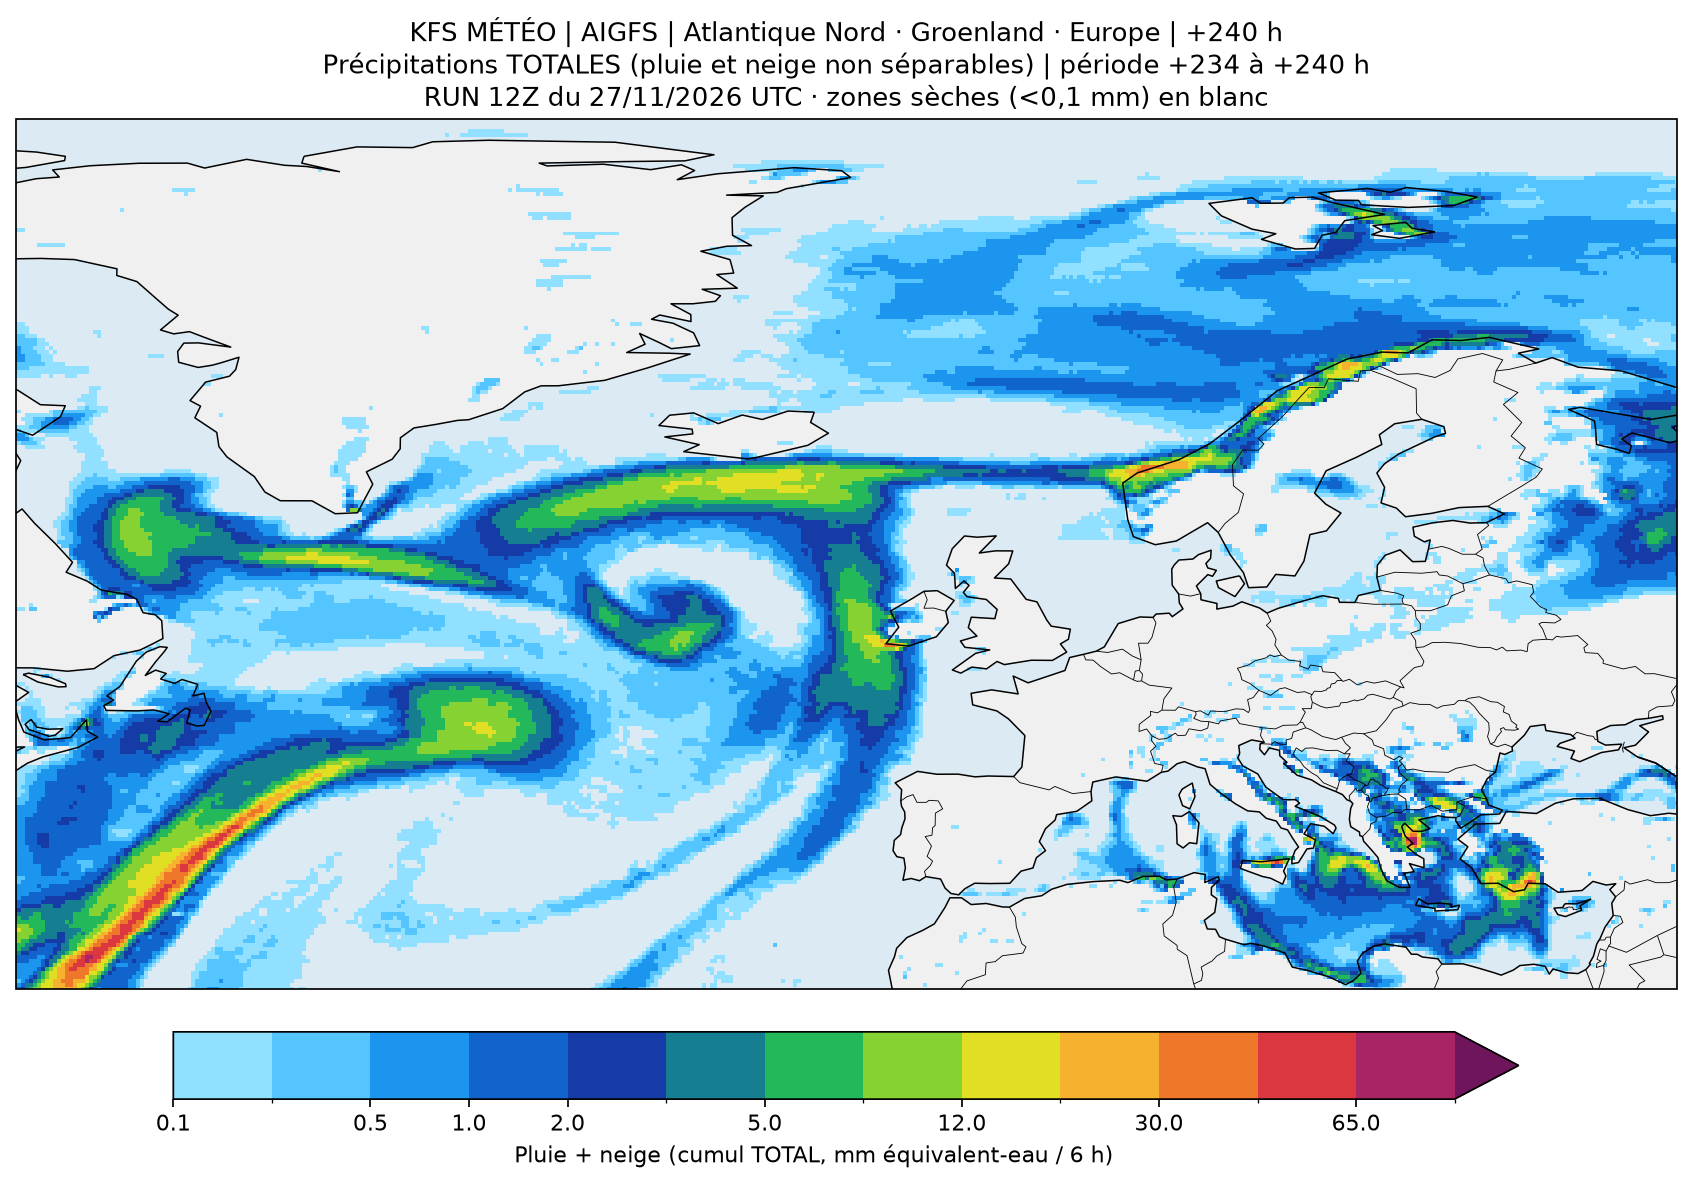 KFS MÉTÉO | AIGFS | Atlantique Nord · Groenland · Europe | +240 h
Précipitations TOTALES (pluie et neige non séparables) | période +234 à +240 h
RUN 12Z du 27/11/2026 UTC · zones sèches (<0,1 mm) en blanc
0.1 0.5 1.0 2.0 5.0 12.0 30.0 65.0
Pluie + neige (cumul TOTAL, mm équivalent-eau / 6 h)